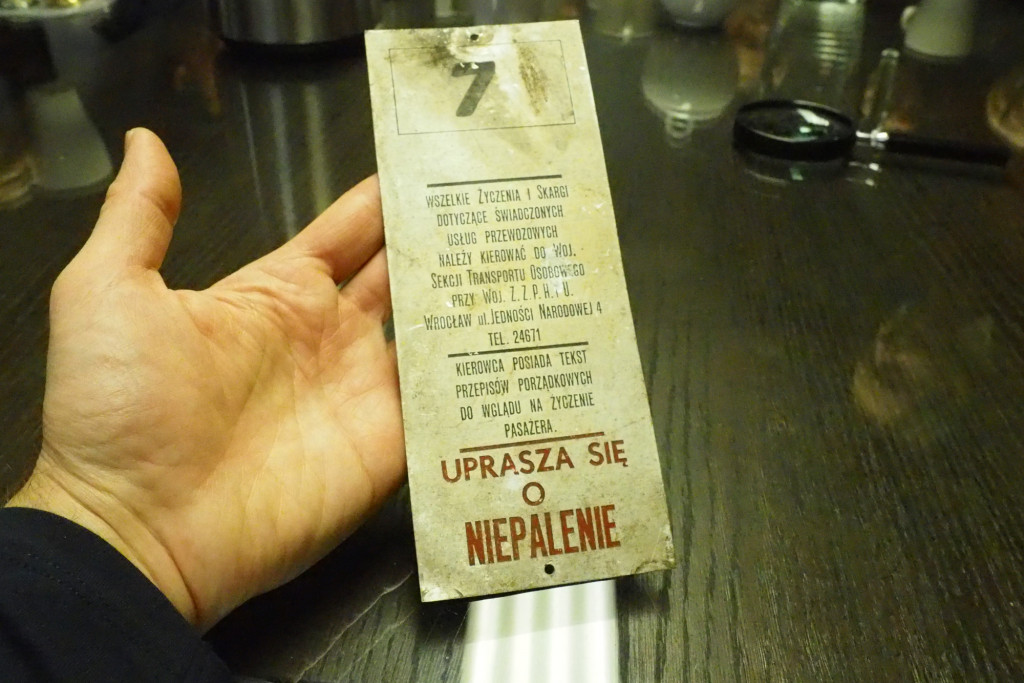 7
WSZELKIE ŻYCZENIA I SKARGI
DOTYCZĄCE ŚWIADCZONYCH
USŁUG PRZEWOZOWYCH
NALEŻY KIEROWAĆ DO WOJ.
SEKCJI TRANSPORTU OSOBOWEGO
PRZY WOJ. Z.Z.P.H.i U.
WROCŁAW ul. JEDNOŚCI NARODOWEJ 4
TEL. 24671
KIEROWCA POSIADA TEKST
PRZEPISÓW PORZĄDKOWYCH
DO WGLĄDU NA ŻYCZENIE
PASAŻERA.
UPRASZA SIĘ
O
NIEPALENIE